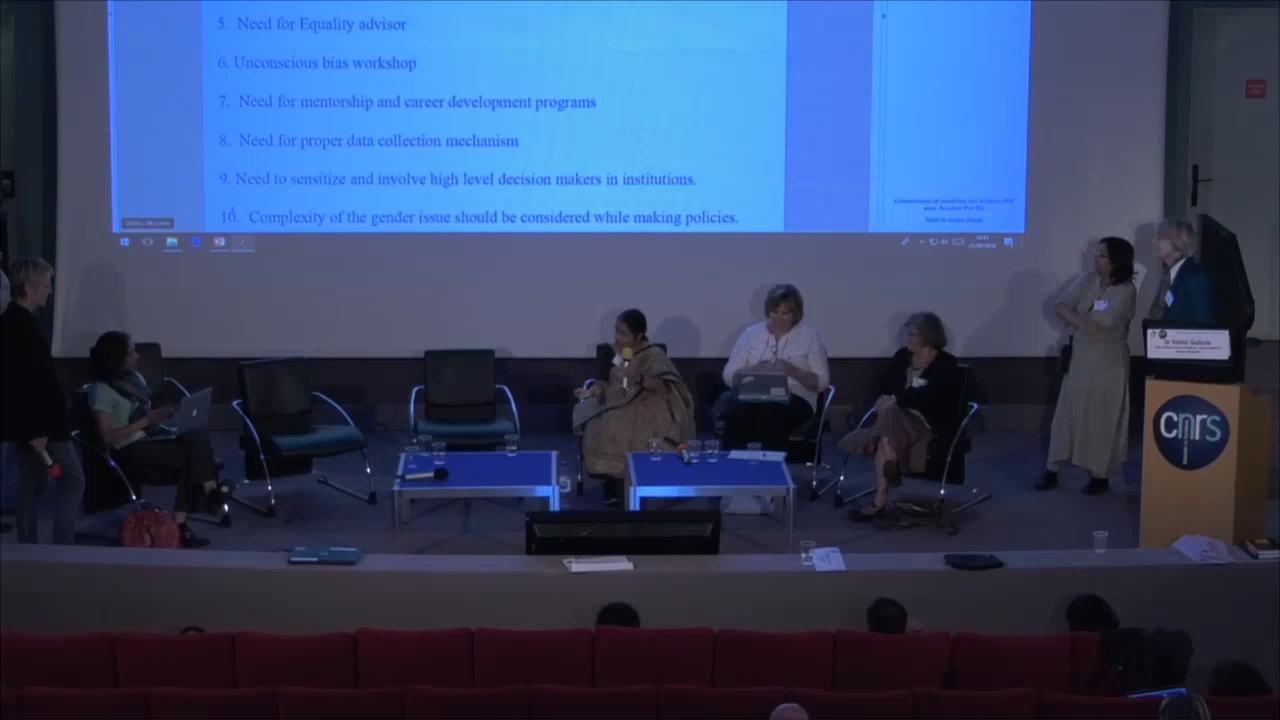 5. Need for Equality advisor
6. Unconscious bias workshop
7. Need for mentorship and career development programs
8. Need for proper data collection mechanism
9. Need to sensitize and involve high level decision makers in institutions.
10. Complexity of the gender issue should be considered while making policies.
cnrs